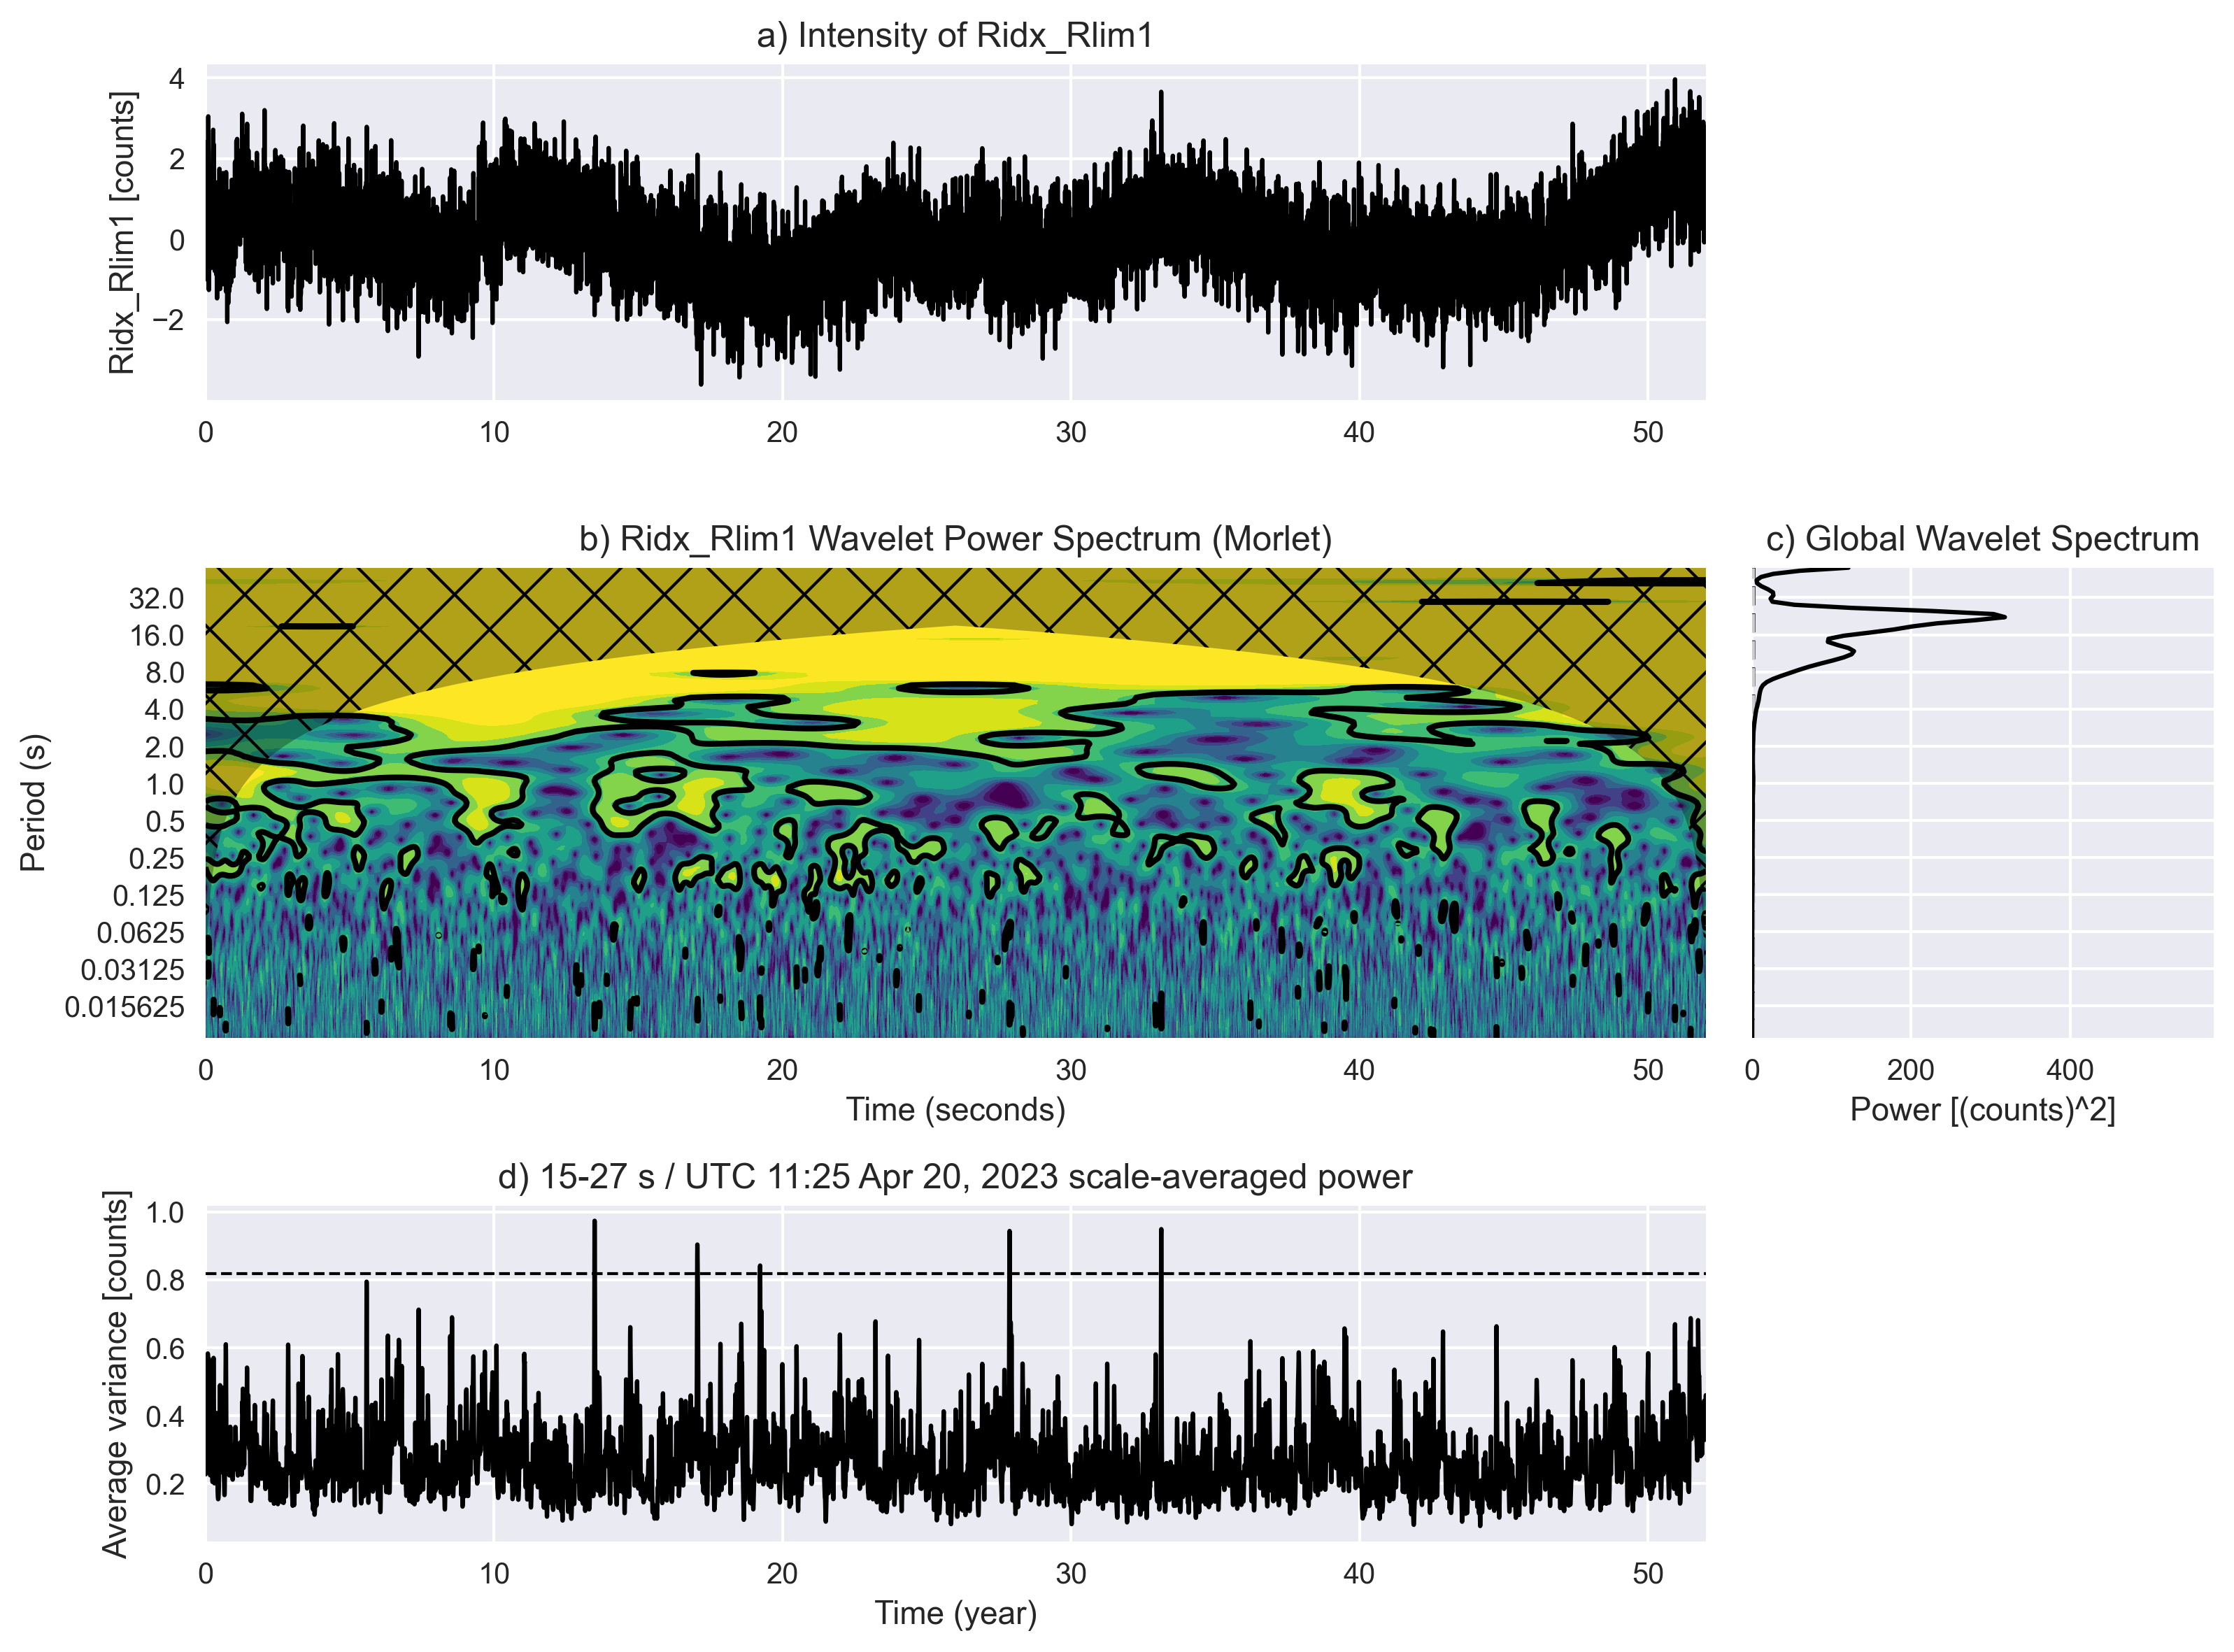 a) Intensity of Ridx_Rlim1
Ridx_Rlim1 [counts]
4
2
0
−2
0 10 20 30 40 50
b) Ridx_Rlim1 Wavelet Power Spectrum (Morlet)
Period (s)
32.0
16.0
8.0
4.0
2.0
1.0
0.5
0.25
0.125
0.0625
0.03125
0.015625
0 10 20 30 40 50
Time (seconds)
c) Global Wavelet Spectrum
0 200 400
Power [(counts)^2]
d) 15-27 s / UTC 11:25 Apr 20, 2023 scale-averaged power
Average variance [counts]
1.0
0.8
0.6
0.4
0.2
0 10 20 30 40 50
Time (year)